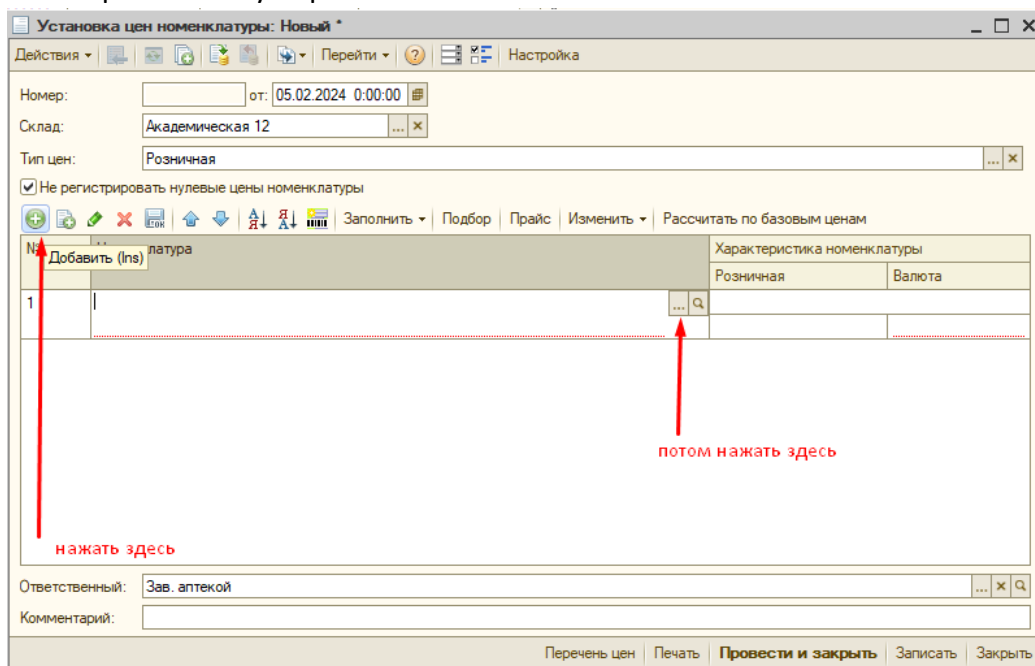 Установка цен номенклатуры: Новый *
Действия Перейти Настройка
Номер: от: 05.02.2024 0:00:00
Склад: Академическая 12 ...
Тип цен: Розничная ...
Не регистрировать нулевые цены номенклатуры
Заполнить Подбор Прайс Изменить Рассчитать по базовым ценам
латура Характеристика номенклатуры
Добавить (Ins)
Розничная Валюта
1 ...
потом нажать здесь
нажать здесь
Ответственный: Зав. аптекой ...
Комментарий:
Перечень цен Печать Провести и закрыть Записать Закрыть